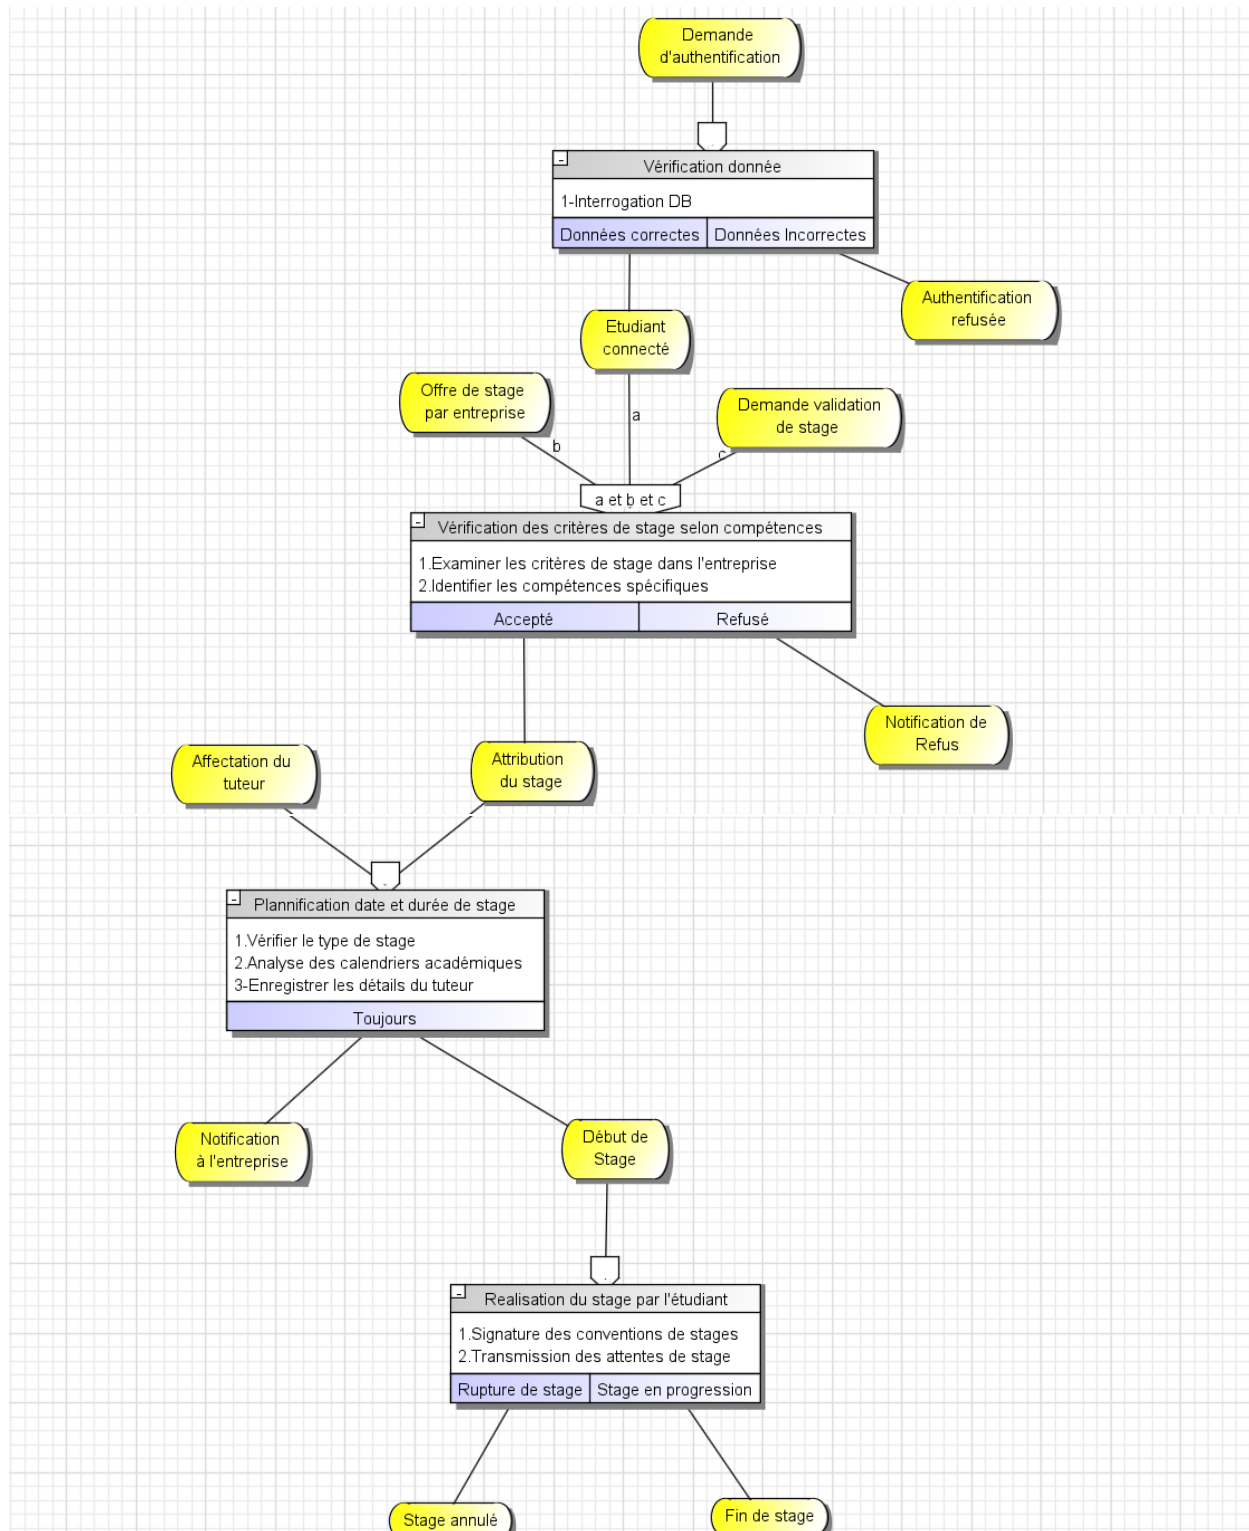 Demande
d'authentification
-
Vérification donnée
1-Interrogation DB
Données correctes
Données Incorrectes
Authentification
refusée
Etudiant
connecté
Offre de stage
par entreprise
Demande validation
de stage
a
b
c
a et b et c
-
Vérification des critères de stage selon compétences
1.Examiner les critères de stage dans l'entreprise
2.Identifier les compétences spécifiques
Accepté
Refusé
Notification de
Refus
Affectation du
tuteur
Attribution
du stage
-
Plannification date et durée de stage
1.Vérifier le type de stage
2.Analyse des calendriers académiques
3-Enregistrer les détails du tuteur
Toujours
Notification
à l'entreprise
Début de
Stage
-
Realisation du stage par l'étudiant
1.Signature des conventions de stages
2.Transmission des attentes de stage
Rupture de stage
Stage en progression
Stage annulé
Fin de stage